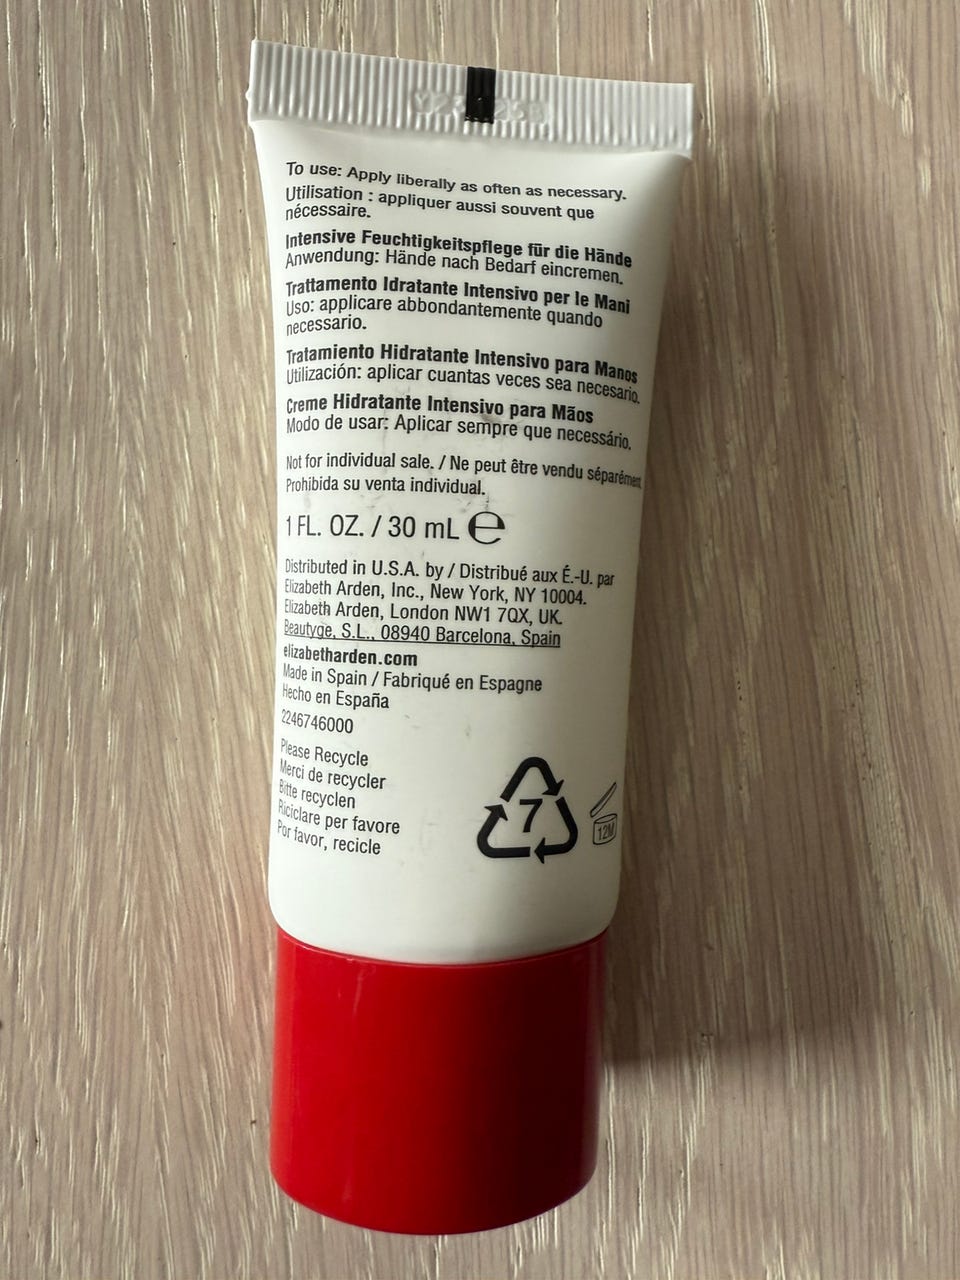 To use: Apply liberally as often as necessary.
Utilisation : appliquer aussi souvent que
nécessaire.
Intensive Feuchtigkeitspflege für die Hände
Anwendung: Hände nach Bedarf eincremen.
Trattamento Idratante Intensivo per le Mani
Uso: applicare abbondantemente quando
necessario.
Tratamiento Hidratante Intensivo para Manos
Utilización: aplicar cuantas veces sea necesario.
Creme Hidratante Intensivo para Mãos
Modo de usar: Aplicar sempre que necessário.
Not for individual sale. / Ne peut être vendu séparément
Prohibida su venta individual.
1 FL. OZ. / 30 mL ℮
Distributed in U.S.A. by / Distribué aux É.-U. par
Elizabeth Arden, Inc., New York, NY 10004.
Elizabeth Arden, London NW1 7QX, UK.
Beautyge, S.L., 08940 Barcelona, Spain
elizabetharden.com
Made in Spain / Fabriqué en Espagne
Hecho en España
2246746000
Please Recycle
Merci de recycler
Bitte recyclen
Riciclare per favore
Por favor, recicle
7
12M